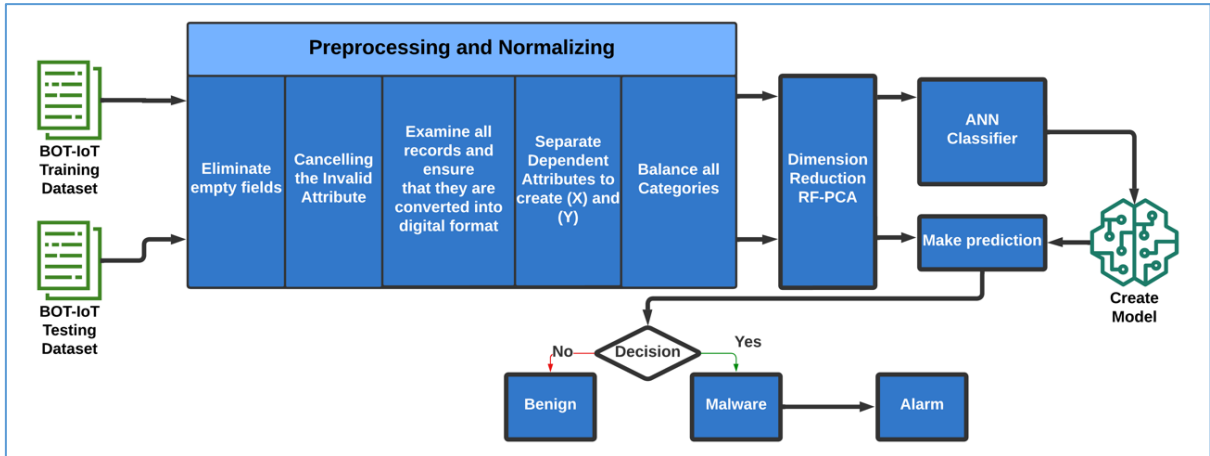 Preprocessing and Normalizing
BOT-IoT
Training
Dataset
BOT-IoT
Testing
Dataset
Eliminate
empty fields
Cancelling
the Invalid
Attribute
Examine all
records and
ensure
that they are
converted into
digital format
Separate
Dependent
Attributes to
create (X) and
(Y)
Balance all
Categories
Dimension
Reduction
RF-PCA
ANN
Classifier
Make prediction
Create
Model
No
Decision
Yes
Benign
Malware
Alarm